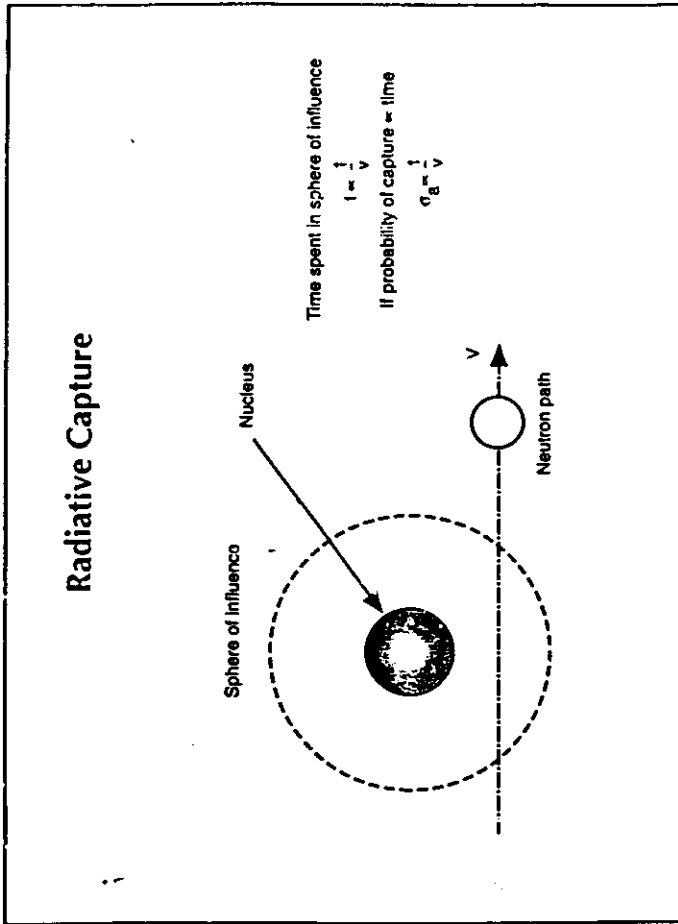 Radiative Capture
Sphere of influence
Nucleus
Neutron path
V
Time spent in sphere of influence
t ∝ 1/v
If probability of capture ∝ time
σa ∝ 1/v